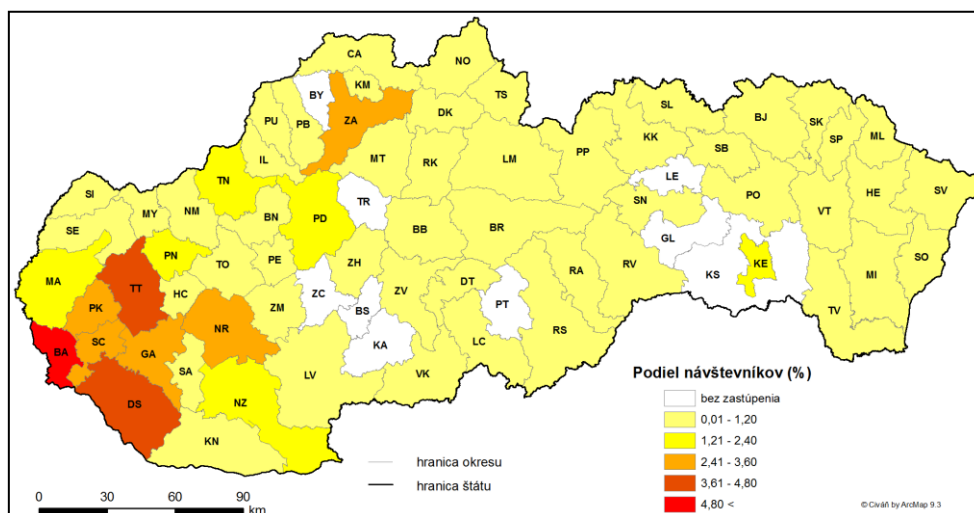 CA
NO
KM
BY
TS
ZA
DK
PU
PB
SL
BJ
SK
KK
SP
ML
IL
MT
RK
LM
PP
SB
TN
LE
SI
NM
BN
PD
TR
SN
PO
HE
SV
MY
VT
SE
BB
BR
GL
PN
TO
PE
ZH
KE
SO
MA
TT
DT
RA
RV
KS
MI
HC
ZC
ZV
PK
ZM
BS
PT
NR
TV
BA
SC
GA
KA
LC
RS
SA
LV
VK
DS
NZ
KN
Podiel návštevníkov (%)
bez zastúpenia
0,01 - 1,20
1,21 - 2,40
2,41 - 3,60
3,61 - 4,80
4,80 <
hranica okresu
hranica štátu
0 30 60 90
km
© Civáň by ArcMap 9.3